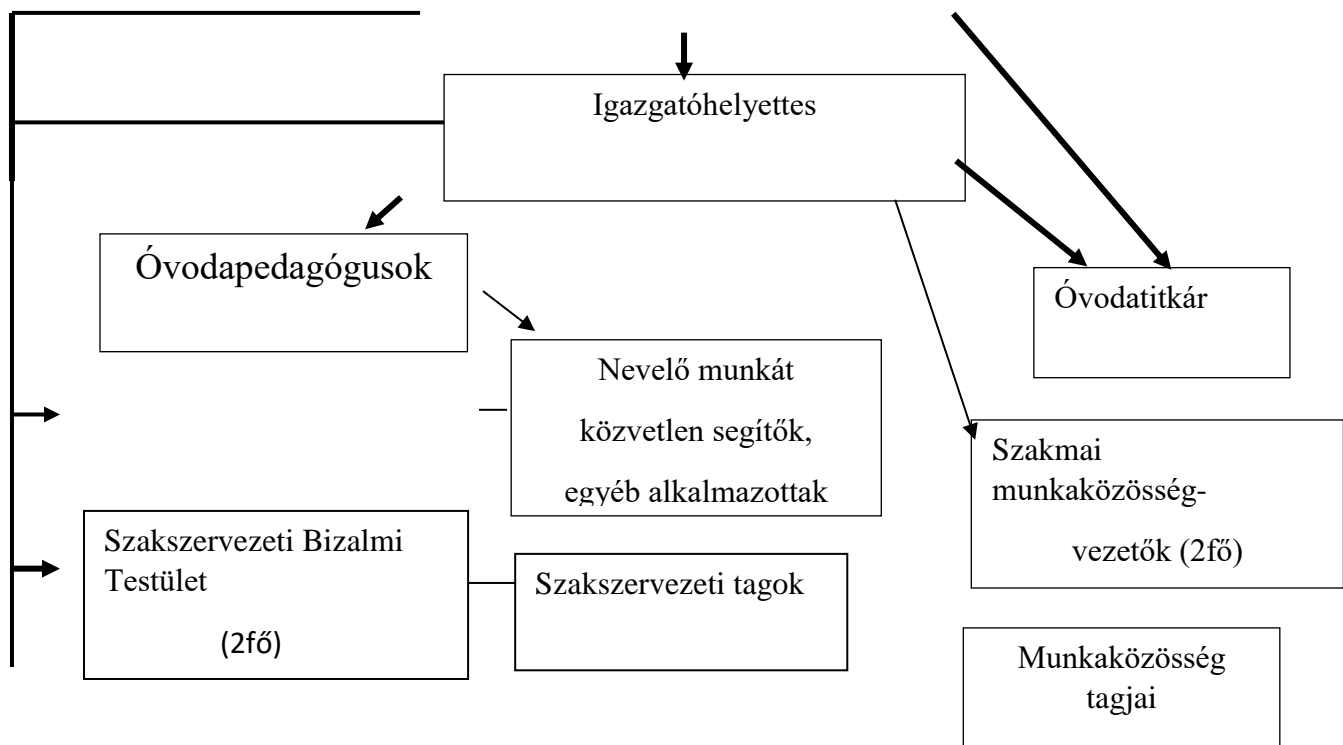 Igazgatóhelyettes
Óvodapedagógusok
Óvodatitkár
Nevelő munkát
közvetlen segítők,
egyéb alkalmazottak
Szakmai
munkaközösség-
vezetők (2fő)
Szakszervezeti Bizalmi
Testület
(2fő)
Szakszervezeti tagok
Munkaközösség
tagjai